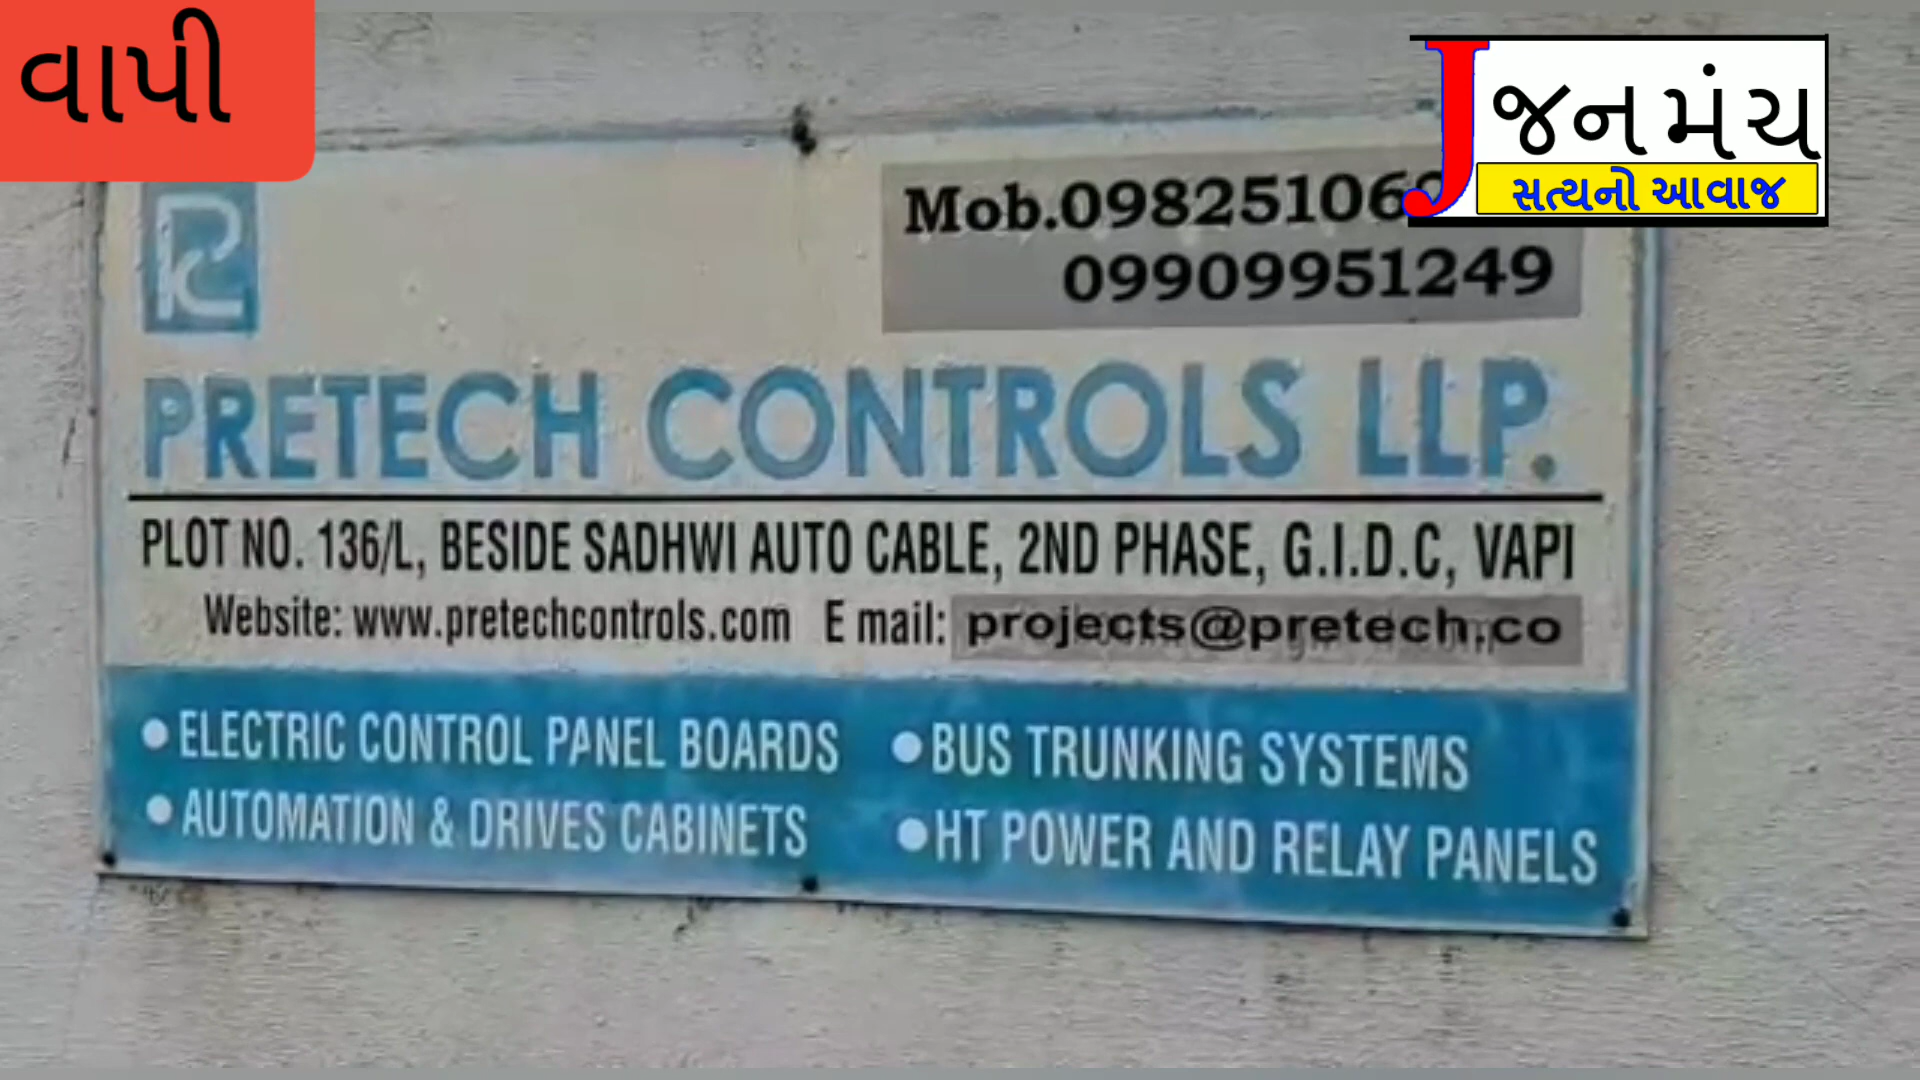 વાપી
જનમંચ
સત્યનો આવાજ
Mob.09825106
09909951249
PRETECH CONTROLS LLP.
PLOT NO. 136/L, BESIDE SADHWI AUTO CABLE, 2ND PHASE, G.I.D.C, VAPI
Website: www.pretechcontrols.com E mail: projects@pretech.co
• ELECTRIC CONTROL PANEL BOARDS • BUS TRUNKING SYSTEMS
• AUTOMATION & DRIVES CABINETS • HT POWER AND RELAY PANELS